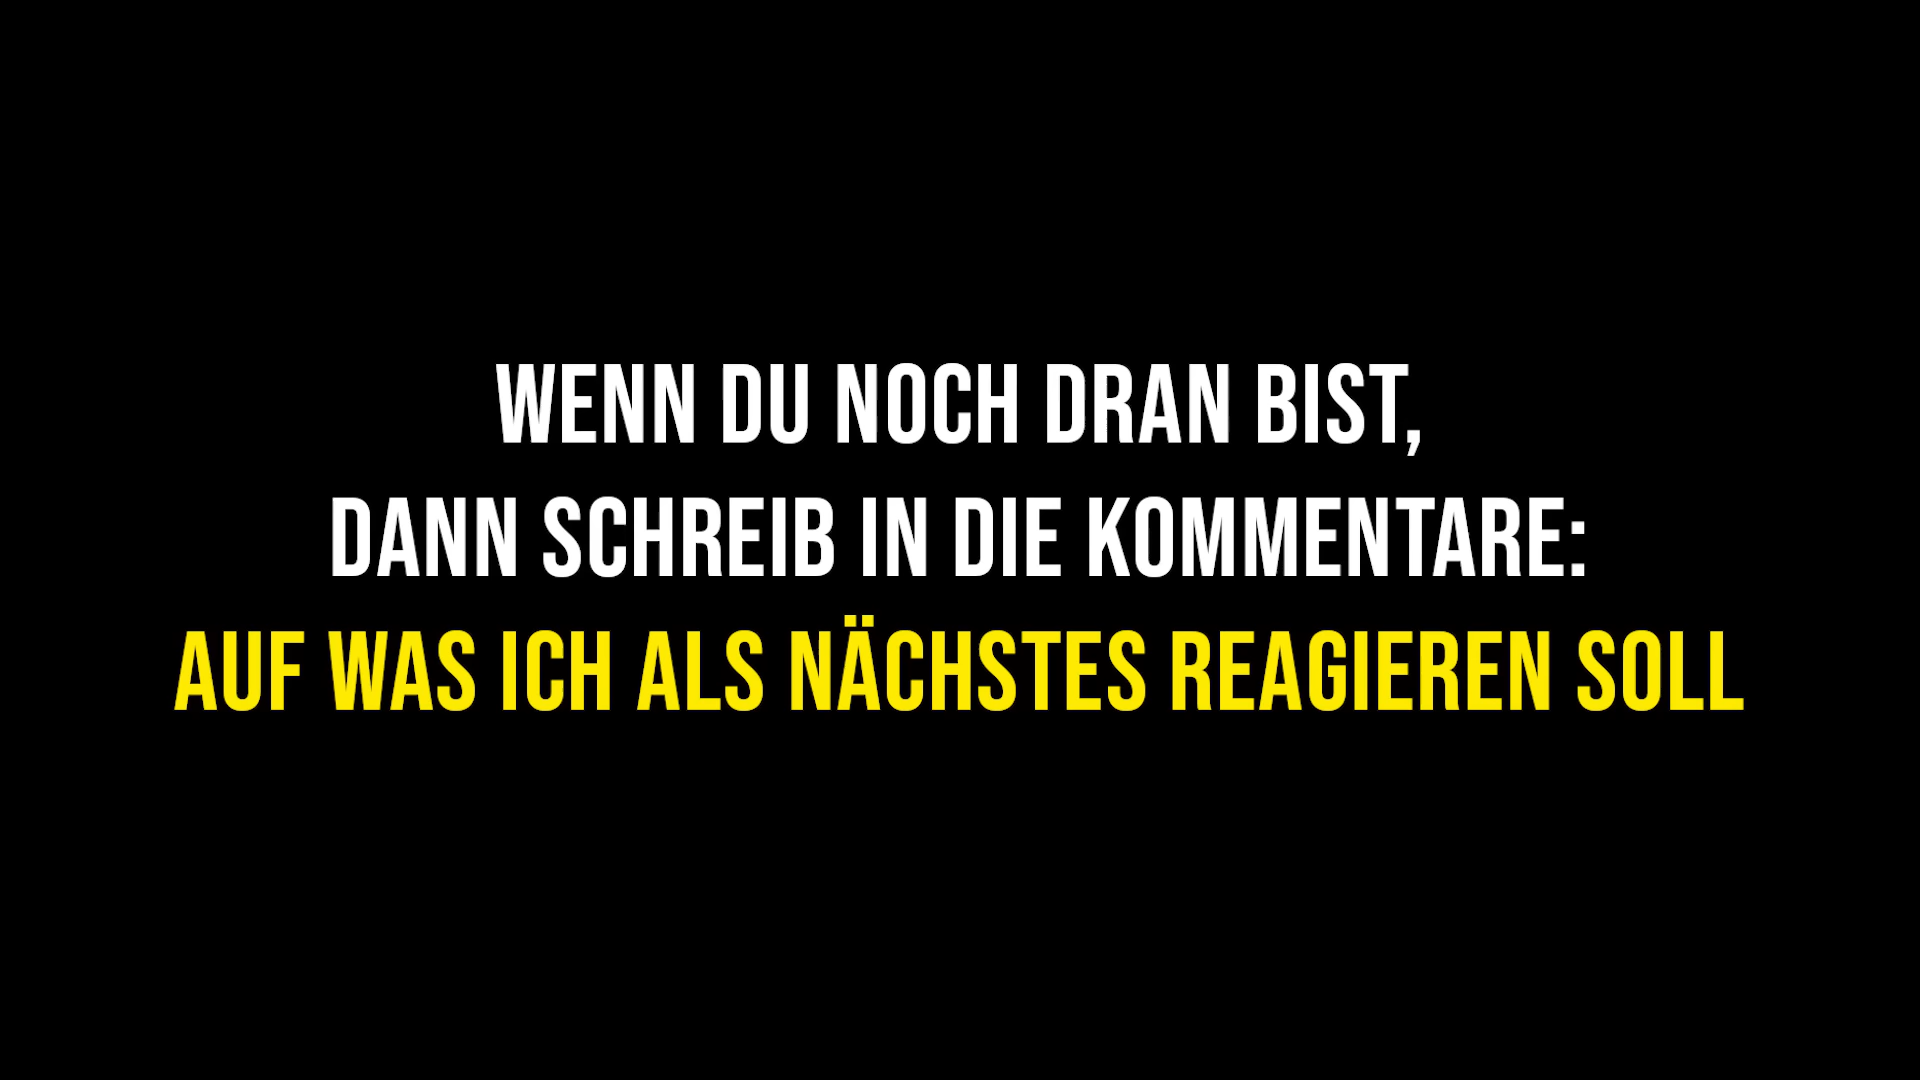 WENN DU NOCH DRAN BIST,
DANN SCHREIB IN DIE KOMMENTARE:
AUF WAS ICH ALS NÄCHSTES REAGIEREN SOLL